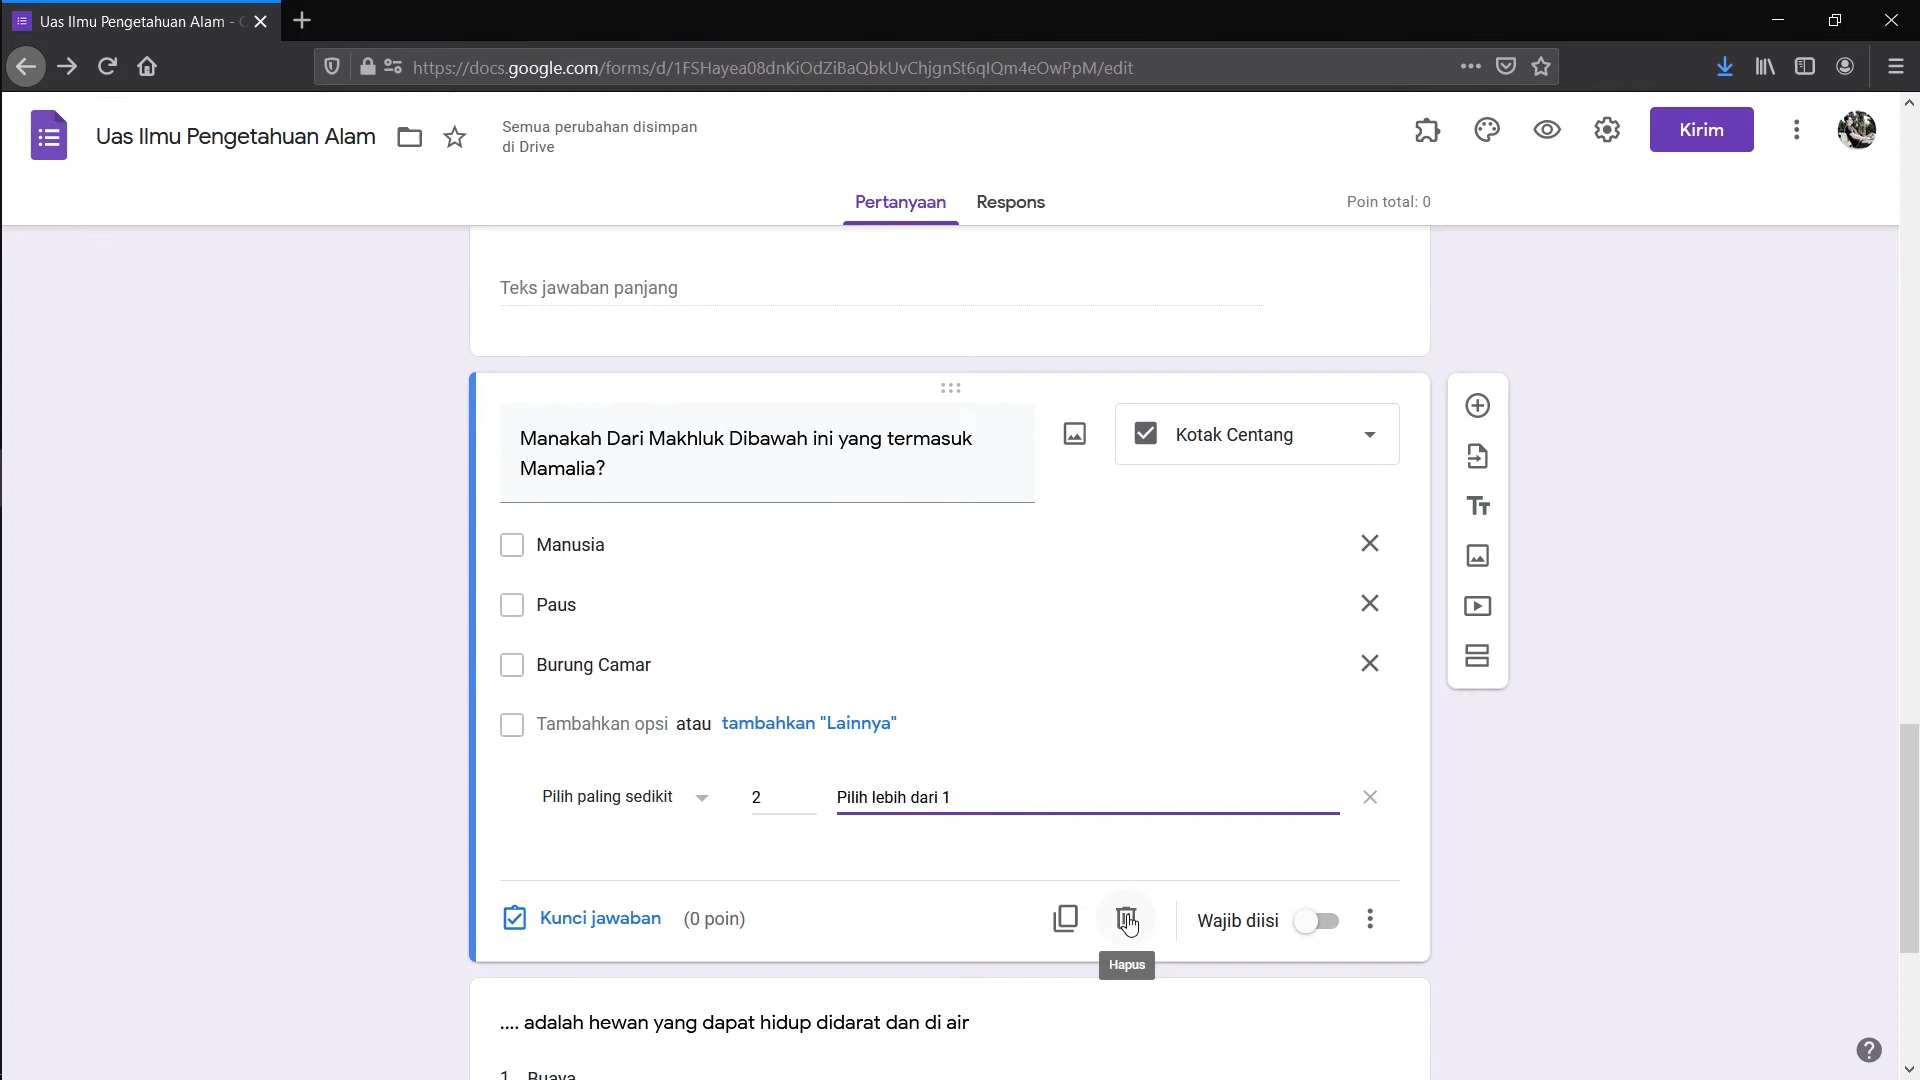 Uas Ilmu Pengetahuan Alam -
https://docs.google.com/forms/d/1FSHayea08dnKiOdZiBaQbkUvChjgnSt6qlQm4eOwPpM/edit
Uas Ilmu Pengetahuan Alam
Semua perubahan disimpan
di Drive
Kirim
Pertanyaan
Respons
Poin total: 0
Teks jawaban panjang
Manakah Dari Makhluk Dibawah ini yang termasuk
Mamalia?
Kotak Centang
Manusia
Paus
Burung Camar
Tambahkan opsi atau tambahkan "Lainnya"
Pilih paling sedikit 2 Pilih lebih dari 1
Kunci jawaban (0 poin)
Wajib diisi
Hapus
.... adalah hewan yang dapat hidup didarat dan di air
1. Buaya